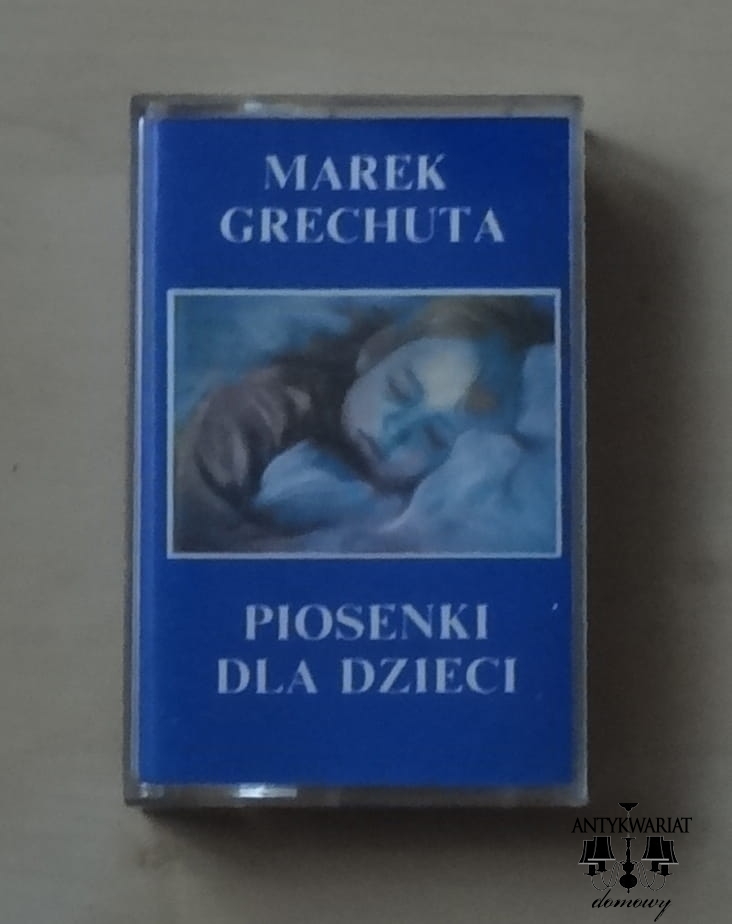 MAREK
GRECHUTA
PIOSENKI
DLA DZIECI
ANTYKWARIAT
domowy